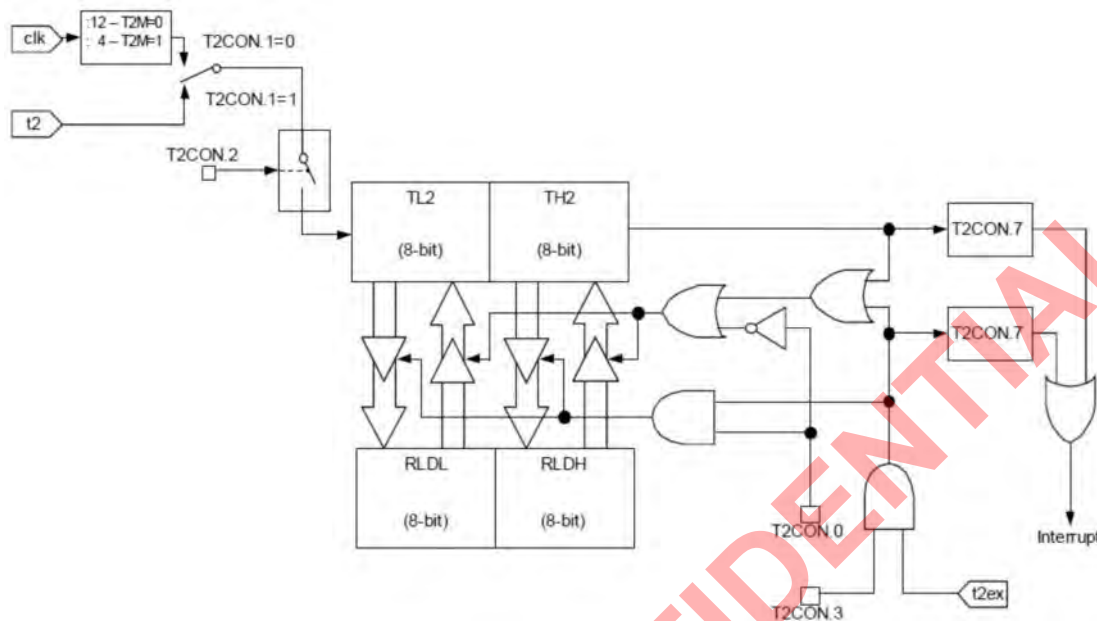 :12 – T2M=0
: 4 – T2M=1
clk
T2CON.1=0
T2CON.1=1
t2
T2CON.2
TL2
(8-bit)
TH2
(8-bit)
T2CON.7
T2CON.7
RLDL
(8-bit)
RLDH
(8-bit)
T2CON.0
Interrupt
T2CON.3
t2ex
CONFIDENTIAL